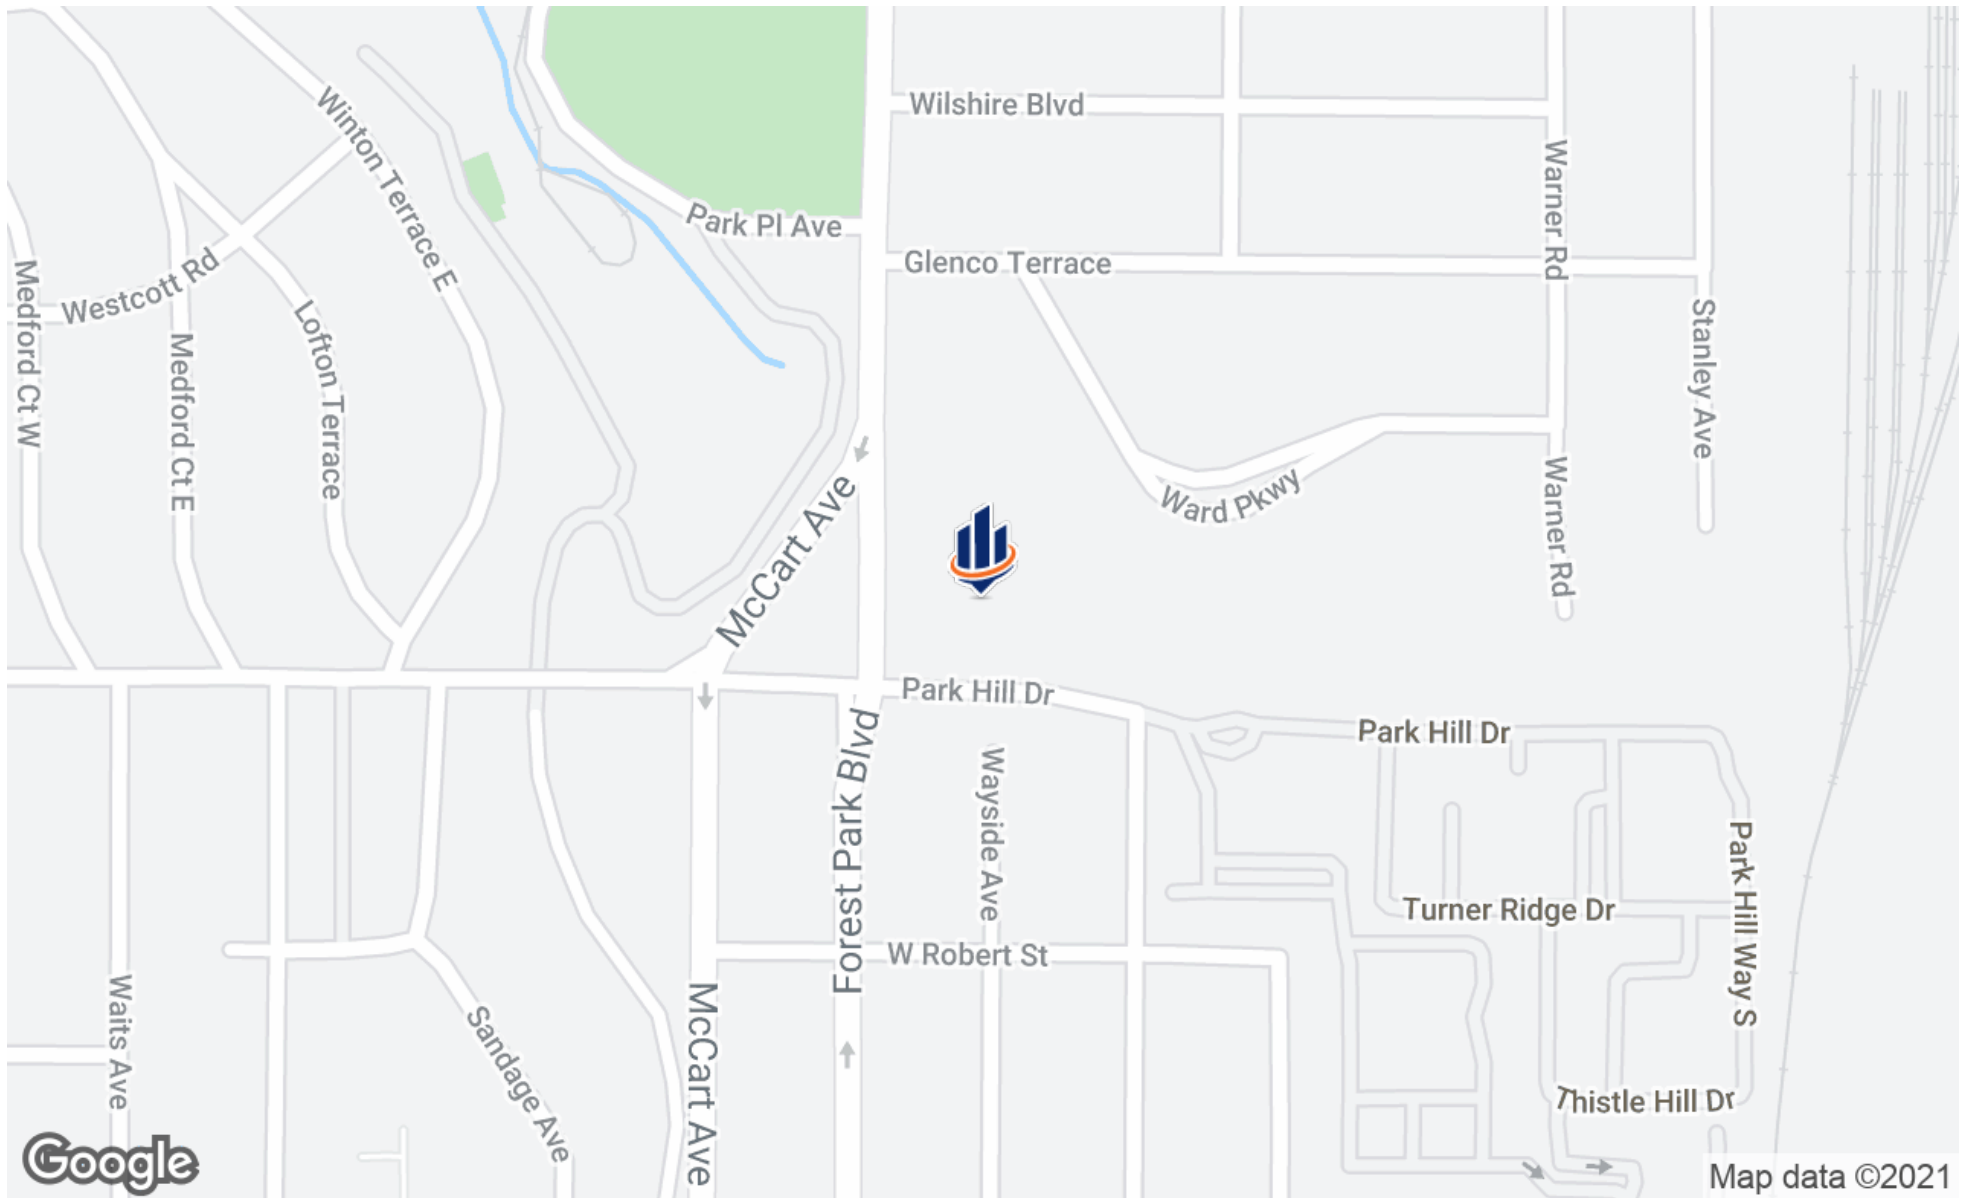 Wilshire Blvd
Winton Terrace E
Warner Rd
Park Pl Ave
Glenco Terrace
Westcott Rd
Medford Ct W
Lofton Terrace
Medford Ct E
Stanley Ave
McCart Ave
Ward Pkwy
Warner Rd
Park Hill Dr
Park Hill Dr
Forest Park Blvd
Wayside Ave
Park Hill Way S
Turner Ridge Dr
W Robert St
Waits Ave
McCart Ave
Sandage Ave
Thistle Hill Dr
Google
Map data ©2021